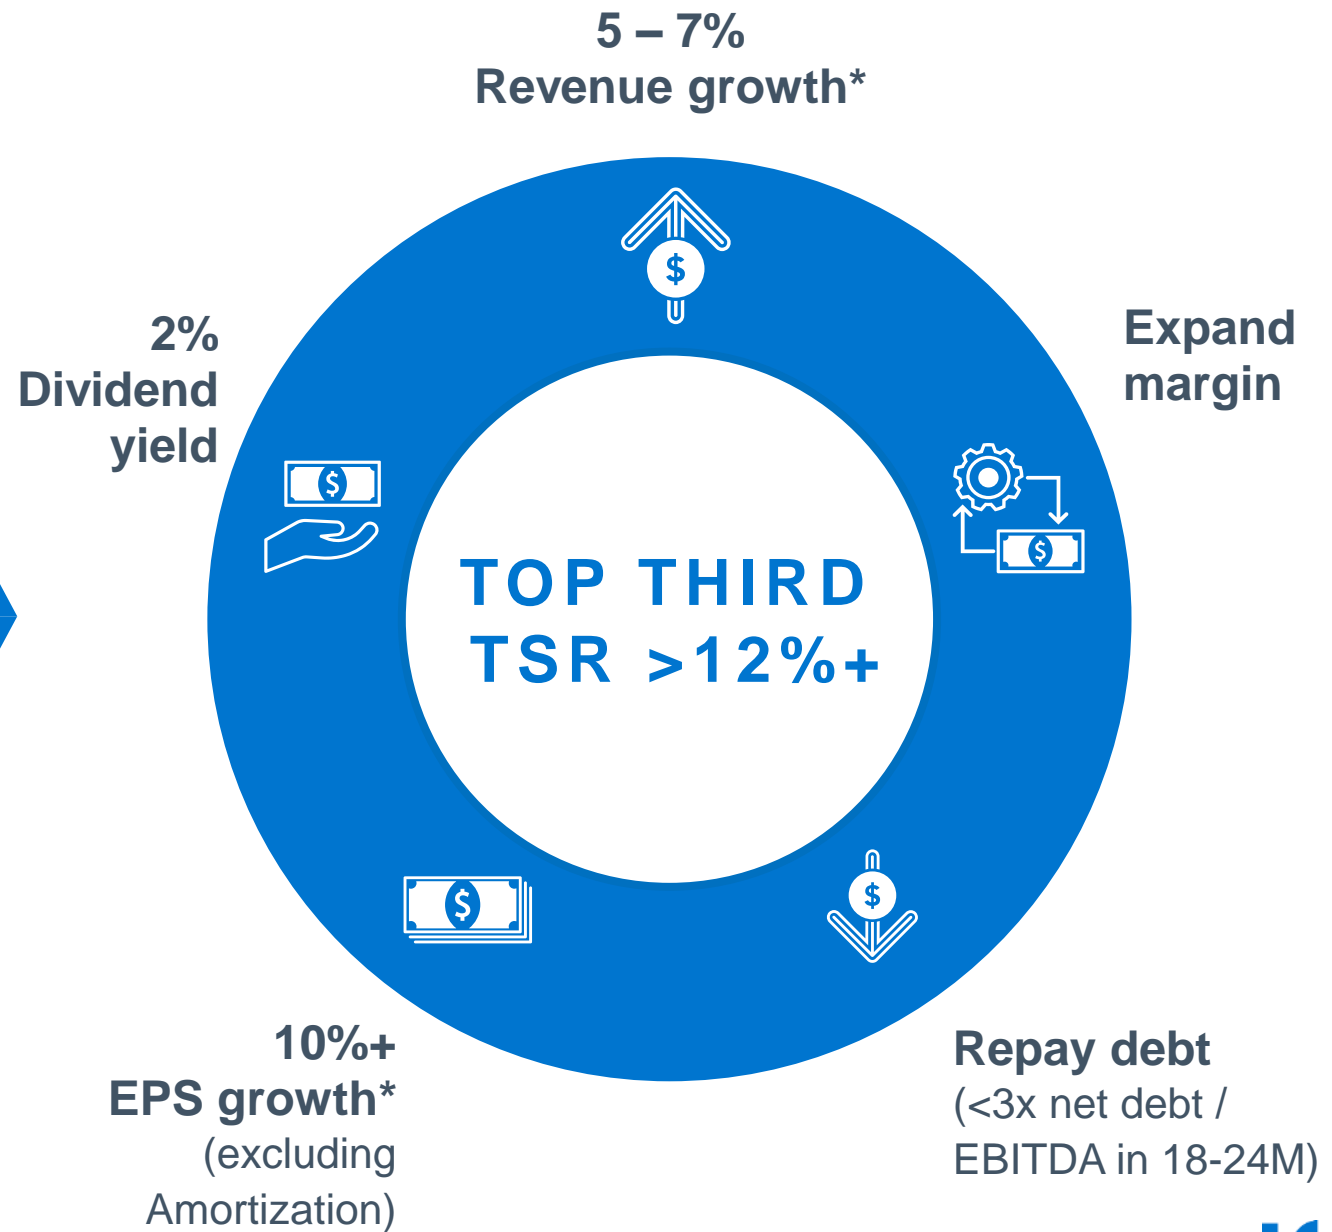 5 – 7%
Revenue growth*
Expand
margin
2%
Dividend
yield
$
$
$
TOP THIRD
TSR >12%+
$
$
10%+
EPS growth*
(excluding
Amortization)
Repay debt
(<3x net debt /
EBITDA in 18-24M)